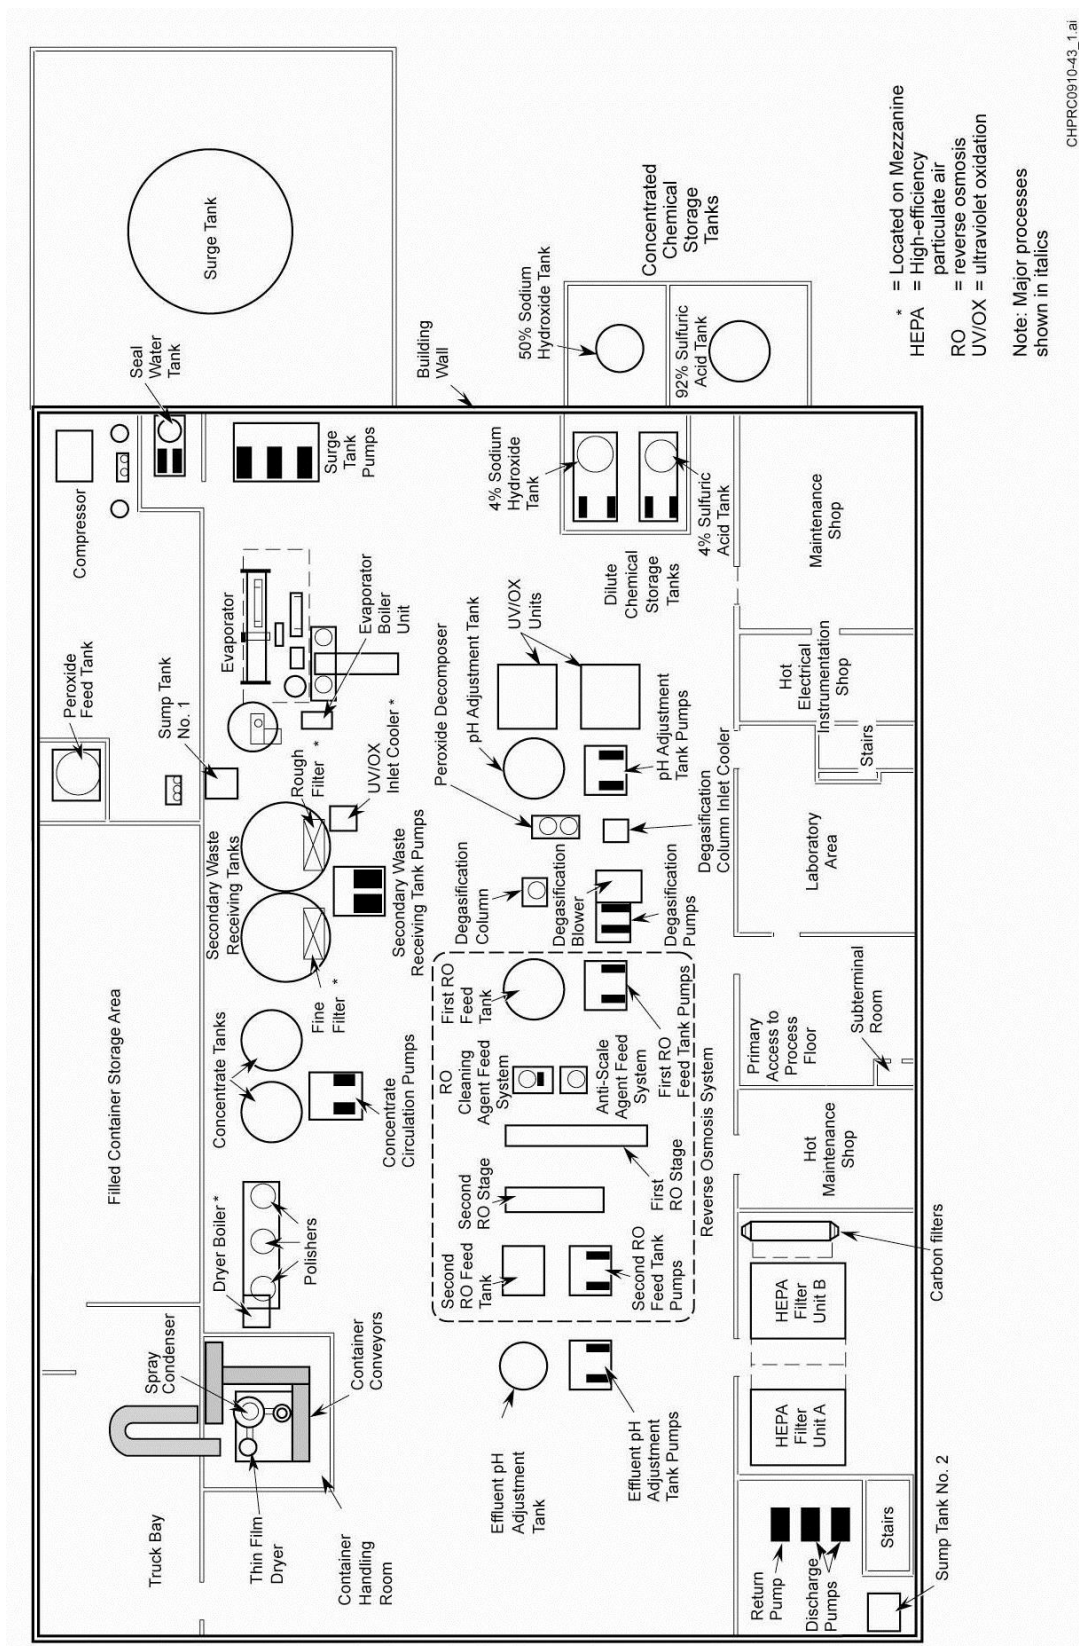 Surge Tank
Concentrated
Chemical
Storage
Tanks
50% Sodium
Hydroxide Tank
92% Sulfuric
Acid Tank
* = Located on Mezzanine
HEPA = High-efficiency
particulate air
RO = reverse osmosis
UV/OX = ultraviolet oxidation
Note: Major processes
shown in italics
CHPRC0910-43_1.ai
Seal
Water
Tank
Building
Wall
Compressor
Surge
Tank
Pumps
4% Sodium
Hydroxide
Tank
4% Sulfuric
Acid Tank
Dilute
Chemical
Storage
Tanks
Maintenance
Shop
Peroxide
Feed Tank
Sump Tank
No. 1
Evaporator
Evaporator
Boiler
Unit
Rough
Filter *
UV/OX
Inlet Cooler *
Peroxide Decomposer
pH Adjustment Tank
UV/OX
Units
pH Adjustment
Tank Pumps
Degasification
Column Inlet Cooler
Hot
Electrical
Instrumentation
Shop
Stairs
Laboratory
Area
Filled Container Storage Area
Secondary Waste
Receiving Tanks
Secondary Waste
Receiving Tank Pumps
Fine
Filter *
Degasification
Column
Degasification
Blower
Degasification
Pumps
Concentrate Tanks
Concentrate
Circulation Pumps
First RO
Feed
Tank
RO
Cleaning
Agent Feed
System
Anti-Scale
Agent Feed
System
First RO
Feed Tank Pumps
Second
RO Stage
First
RO Stage
Reverse Osmosis System
Second
RO Feed
Tank
Second RO
Feed Tank
Pumps
Primary
Access to
Process
Floor
Subterminal
Room
Hot
Maintenance
Shop
Dryer Boiler *
Polishers
Spray
Condenser
Container
Conveyors
Truck Bay
Thin Film
Dryer
Container
Handling
Room
Effluent pH
Adjustment
Tank
Effluent pH
Adjustment
Tank Pumps
Carbon filters
HEPA
Filter
Unit B
HEPA
Filter
Unit A
Return
Pump
Discharge
Pumps
Stairs
Sump Tank No. 2